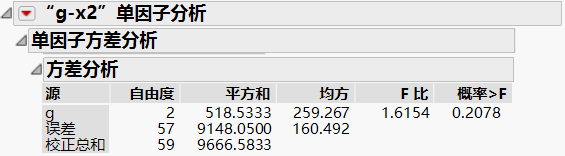 “g-x2”单因子分析
单因子方差分析
方差分析
源 自由度 平方和 均方 F 比 概率>F
g 2 518.5333 259.267 1.6154 0.2078
误差 57 9148.0500 160.492
校正总和 59 9666.5833